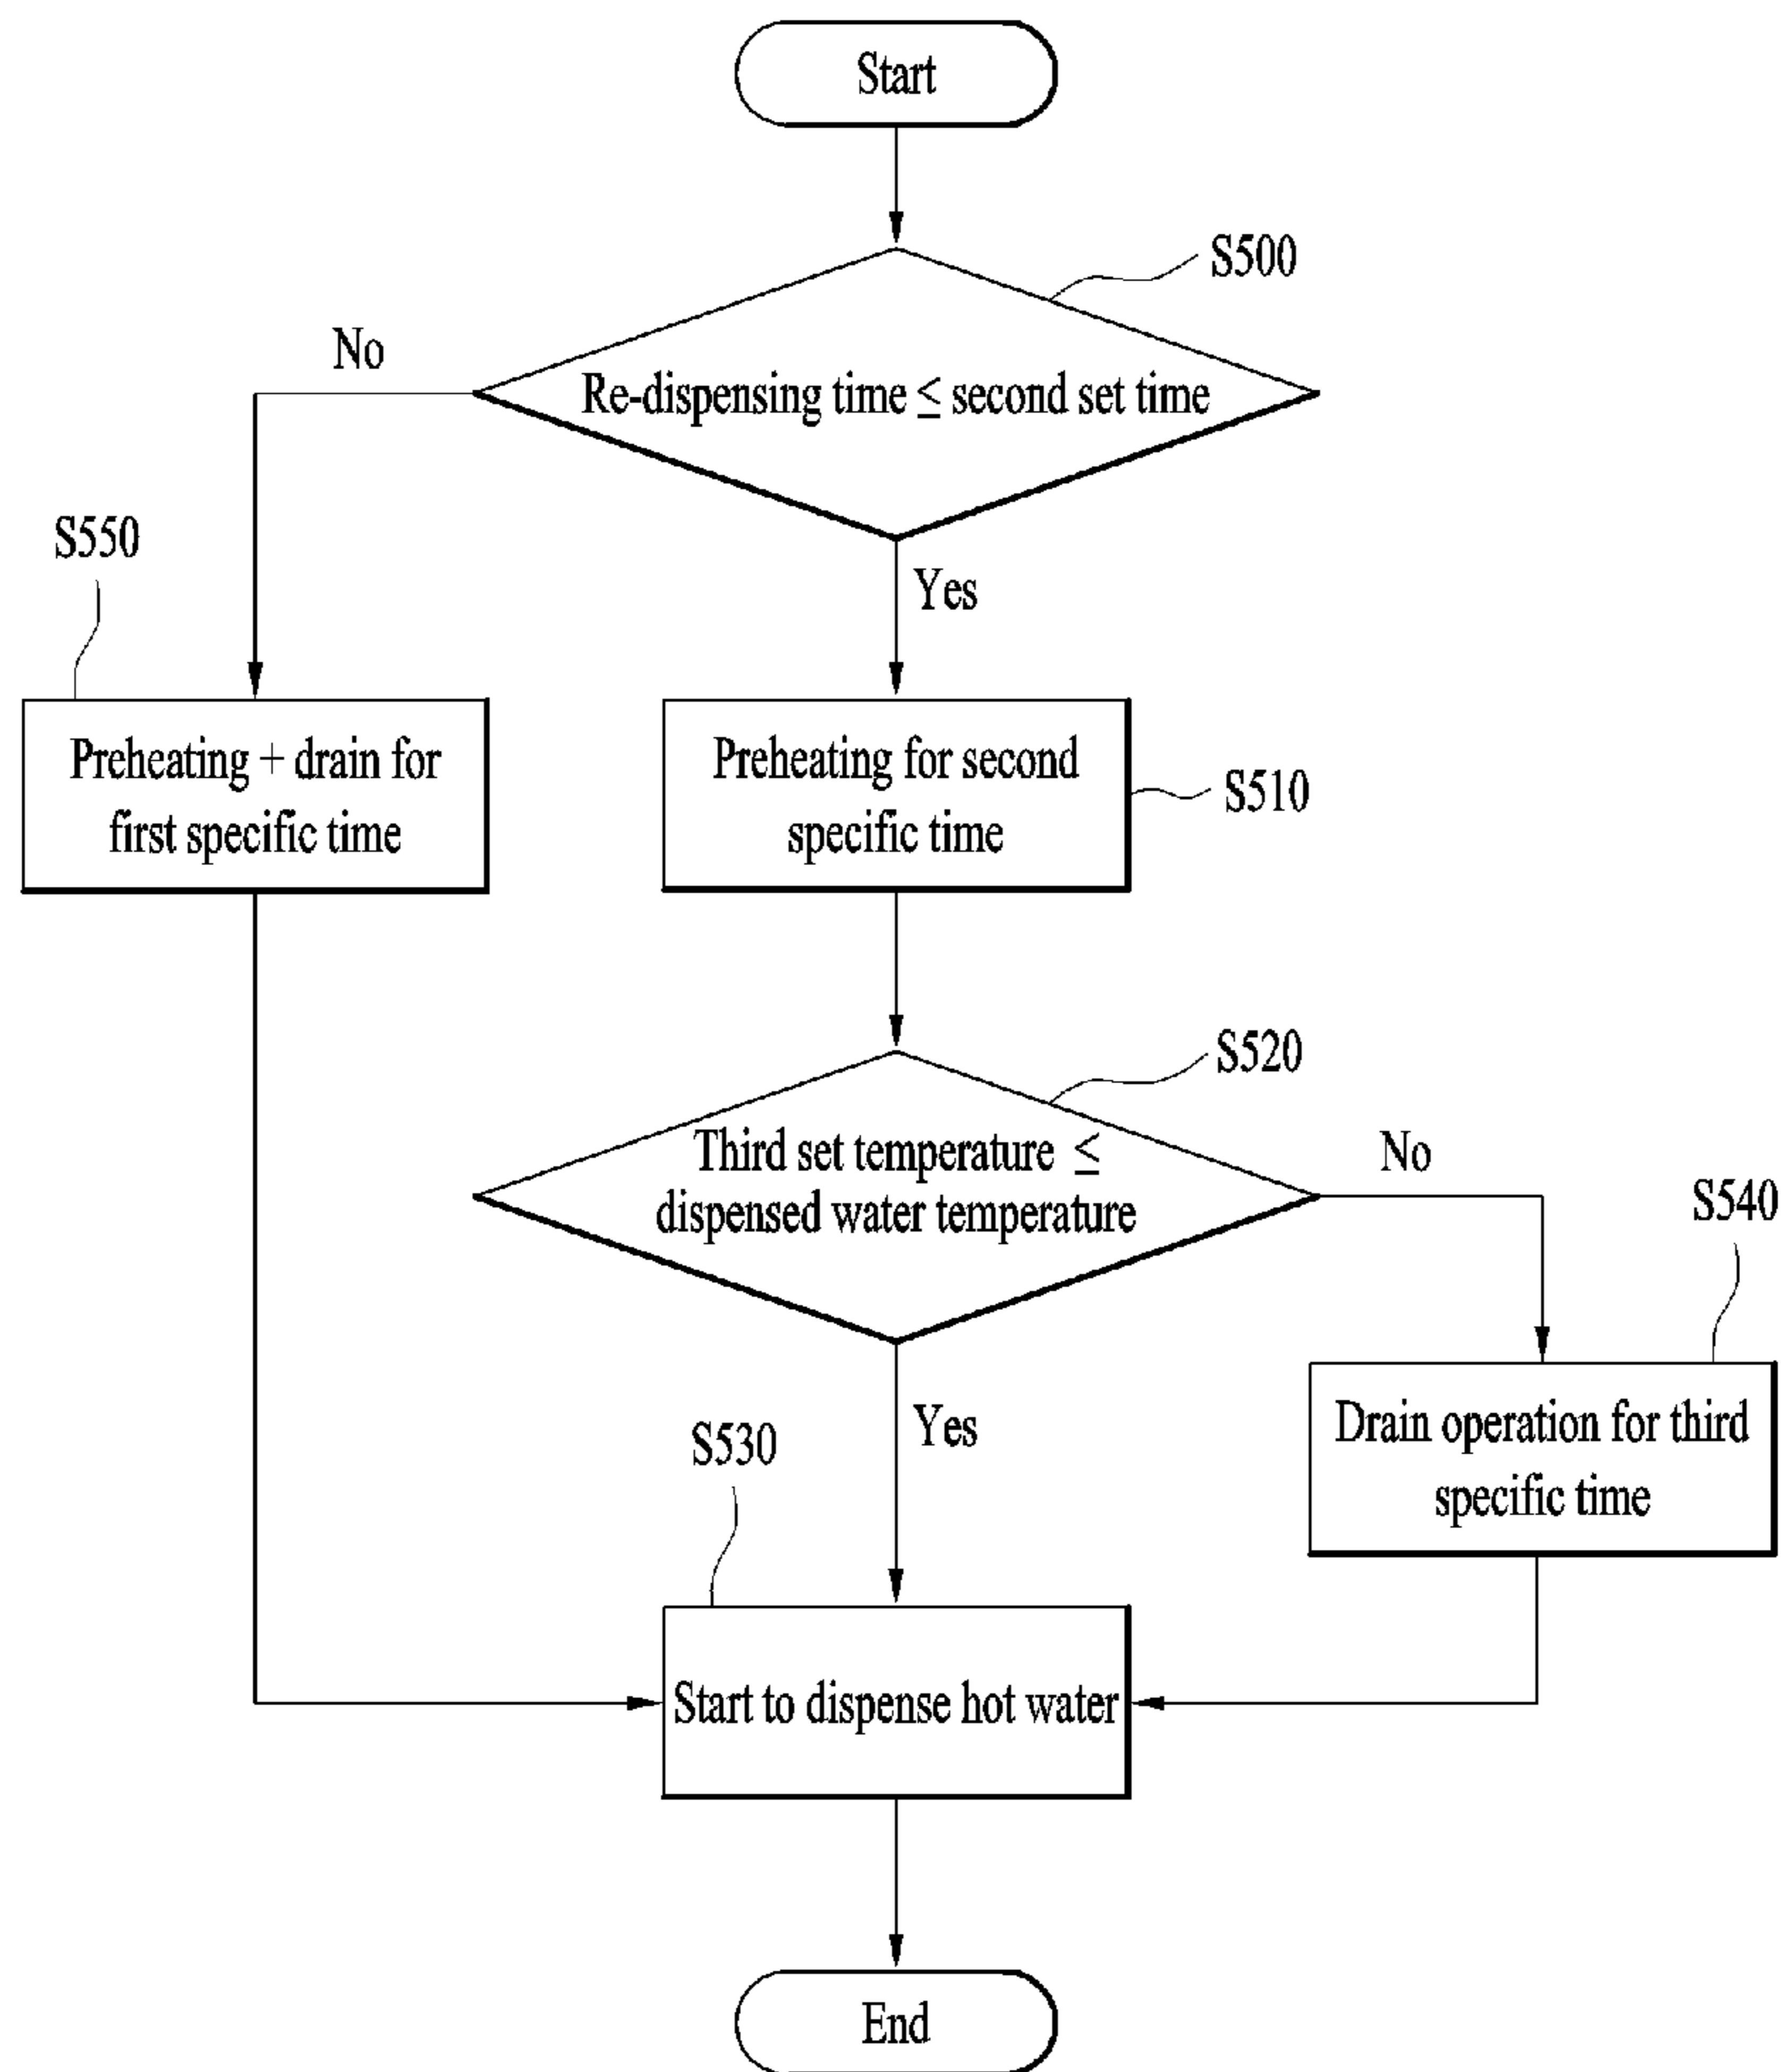 Start
S500
No
Re-dispensing time ≤ second set time
S550
Yes
Preheating + drain for
first specific time
Preheating for second
specific time
S510
S520
Third set temperature ≤
dispensed water temperature
No
S540
Yes
Drain operation for third
specific time
S530
Start to dispense hot water
End